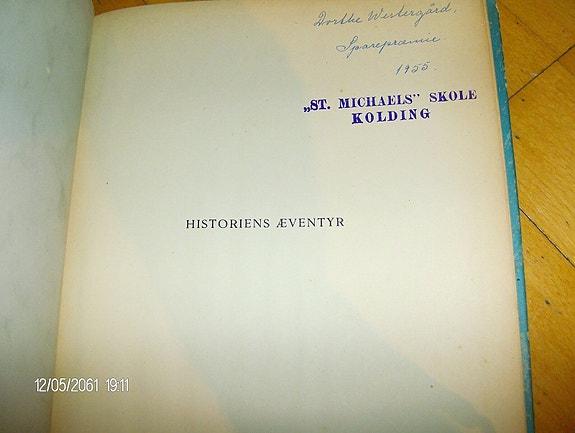 Dorthe Westergård.
Sparepræmie
1955.
„ST. MICHAELS” SKOLE
KOLDING
HISTORIENS ÆVENTYR
12/05/2061 19:11